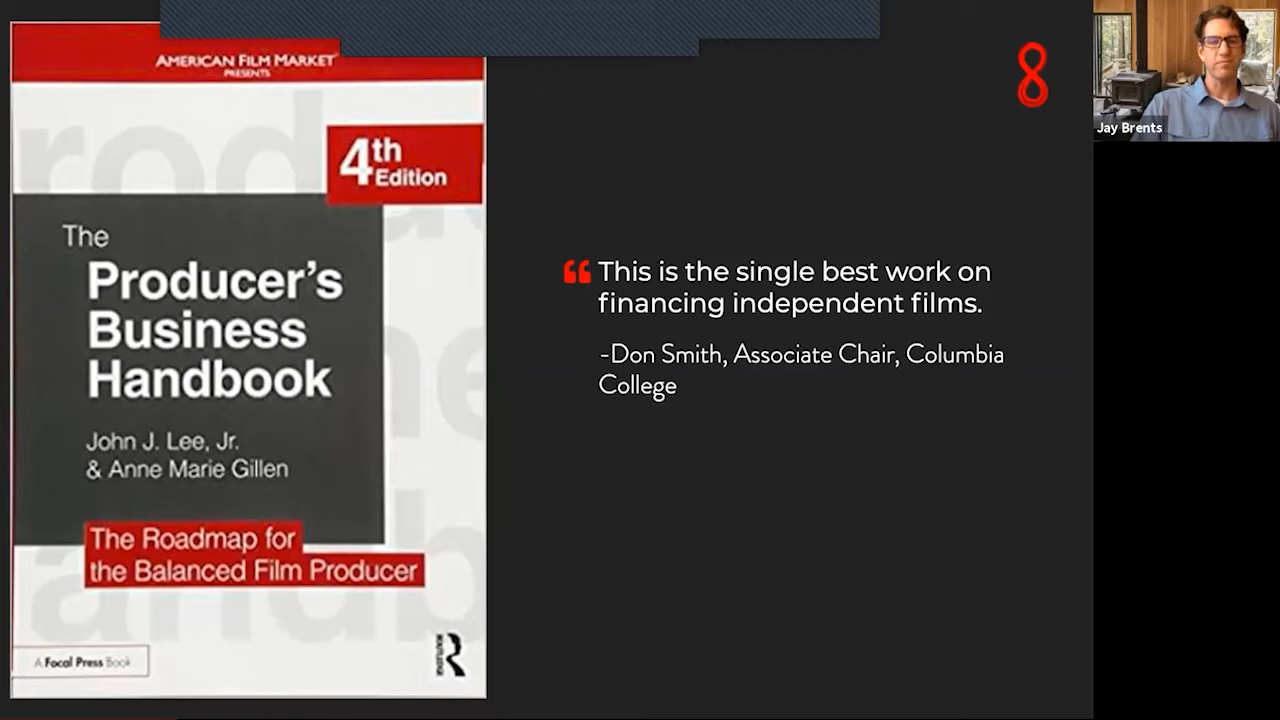 AMERICAN FILM MARKET
PRESENTS
4th
Edition
The
Producer's
Business
Handbook
John J. Lee, Jr.
& Anne Marie Gillen
The Roadmap for
the Balanced Film Producer
A Focal Press Book
ROUTLEDGE
8
“This is the single best work on
financing independent films.
-Don Smith, Associate Chair, Columbia
College
Jay Brents